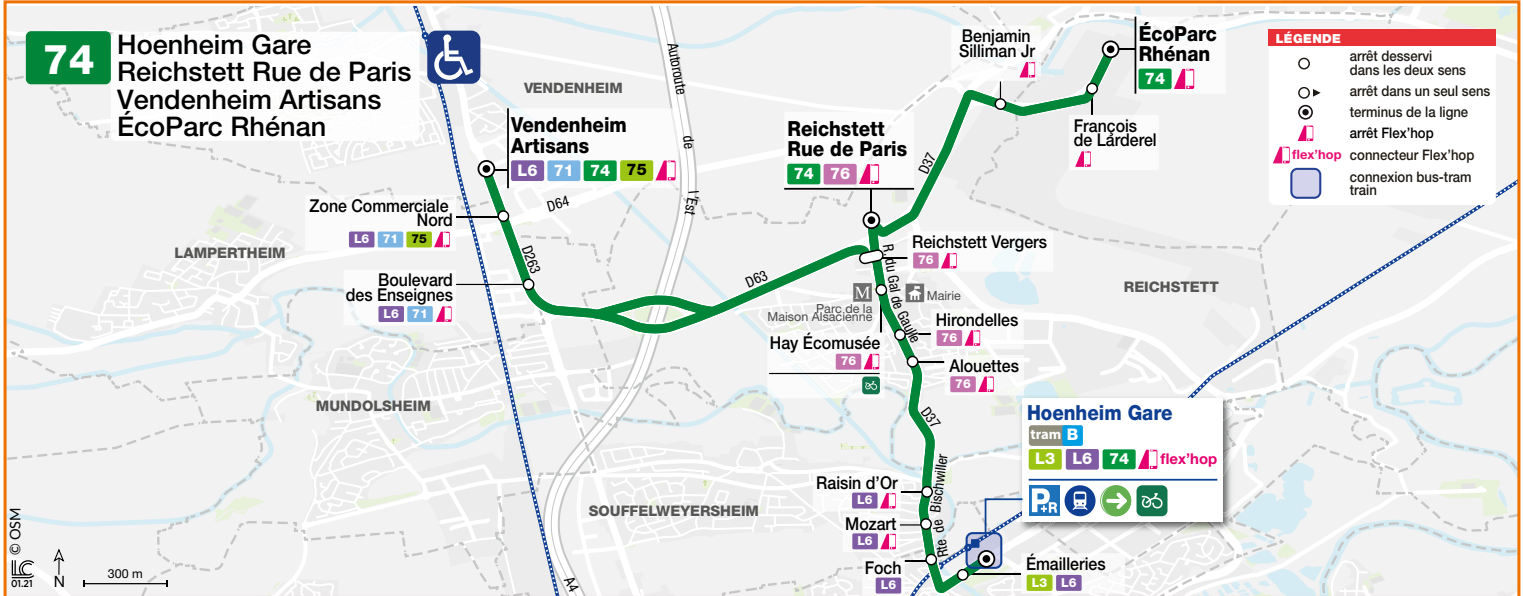 74
Hoenheim Gare
Reichstett Rue de Paris
Vendenheim Artisans
ÉcoParc Rhénan
VENDENHEIM
Autoroute de l'Est
Benjamin
Silliman Jr
ÉcoParc
Rhénan
74
François
de Larderel
LÉGENDE
arrêt desservi
dans les deux sens
arrêt dans un seul sens
terminus de la ligne
arrêt Flex'hop
flex'hop connecteur Flex'hop
connexion bus-tram
train
Vendenheim
Artisans
L6 71 74 75
Reichstett
Rue de Paris
74 76
D37
Zone Commerciale
Nord
L6 71 75
D64
LAMPERTHEIM
D263
Boulevard
des Enseignes
L6 71
D63
Reichstett Vergers
76
R. du Gal de Gaulle
M
Mairie
Parc de la
Maison Alsacienne
REICHSTETT
Hay Écomusée
76
Hirondelles
76
Alouettes
76
MUNDOLSHEIM
D37
Hoenheim Gare
tram B
L3 L6 74 flex'hop
P+R
Raisin d'Or
L6
Rte de Bischwiller
SOUFFELWEYERSHEIM
Mozart
L6
Foch
L6
Émailleries
L3 L6
A4
© OSM
LC
01.21
N
300 m